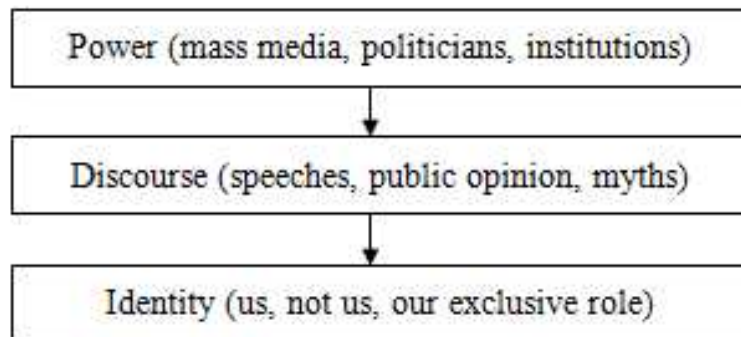 Power (mass media, politicians, institutions)
Discourse (speeches, public opinion, myths)
Identity (us, not us, our exclusive role)